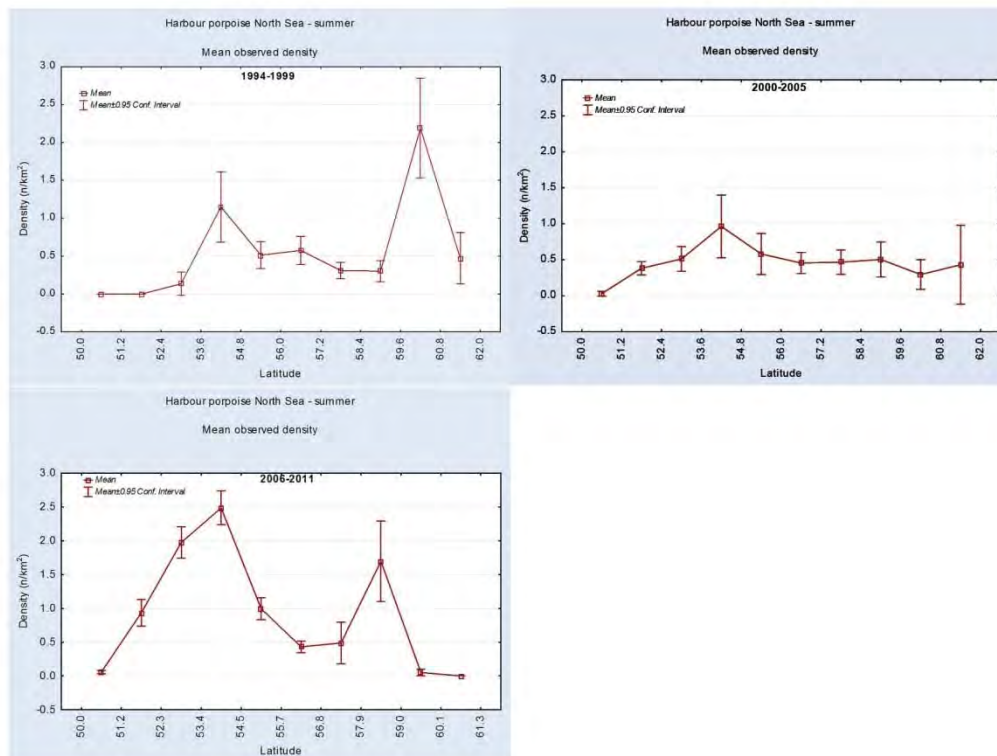 Harbour porpoise North Sea - summer
Mean observed density
1994-1999
Mean
Mean±0.95 Conf. Interval
Density (n/km²)
3.0
2.5
2.0
1.5
1.0
0.5
0.0
-0.5
50.0 51.2 52.4 53.6 54.8 56.0 57.2 58.4 59.6 60.8 62.0
Latitude
Harbour porpoise North Sea - summer
Mean observed density
2000-2005
Mean
Mean±0.95 Conf. Interval
Density (n/km²)
3.0
2.5
2.0
1.5
1.0
0.5
0.0
-0.5
50.0 51.2 52.4 53.6 54.8 56.0 57.2 58.4 59.6 60.8 62.0
Latitude
Harbour porpoise North Sea - summer
Mean observed density
2006-2011
Mean
Mean±0.95 Conf. Interval
Density (n/km²)
3.0
2.5
2.0
1.5
1.0
0.5
0.0
-0.5
50.0 51.2 52.3 53.4 54.5 55.7 56.8 57.9 59.0 60.1 61.3
Latitude